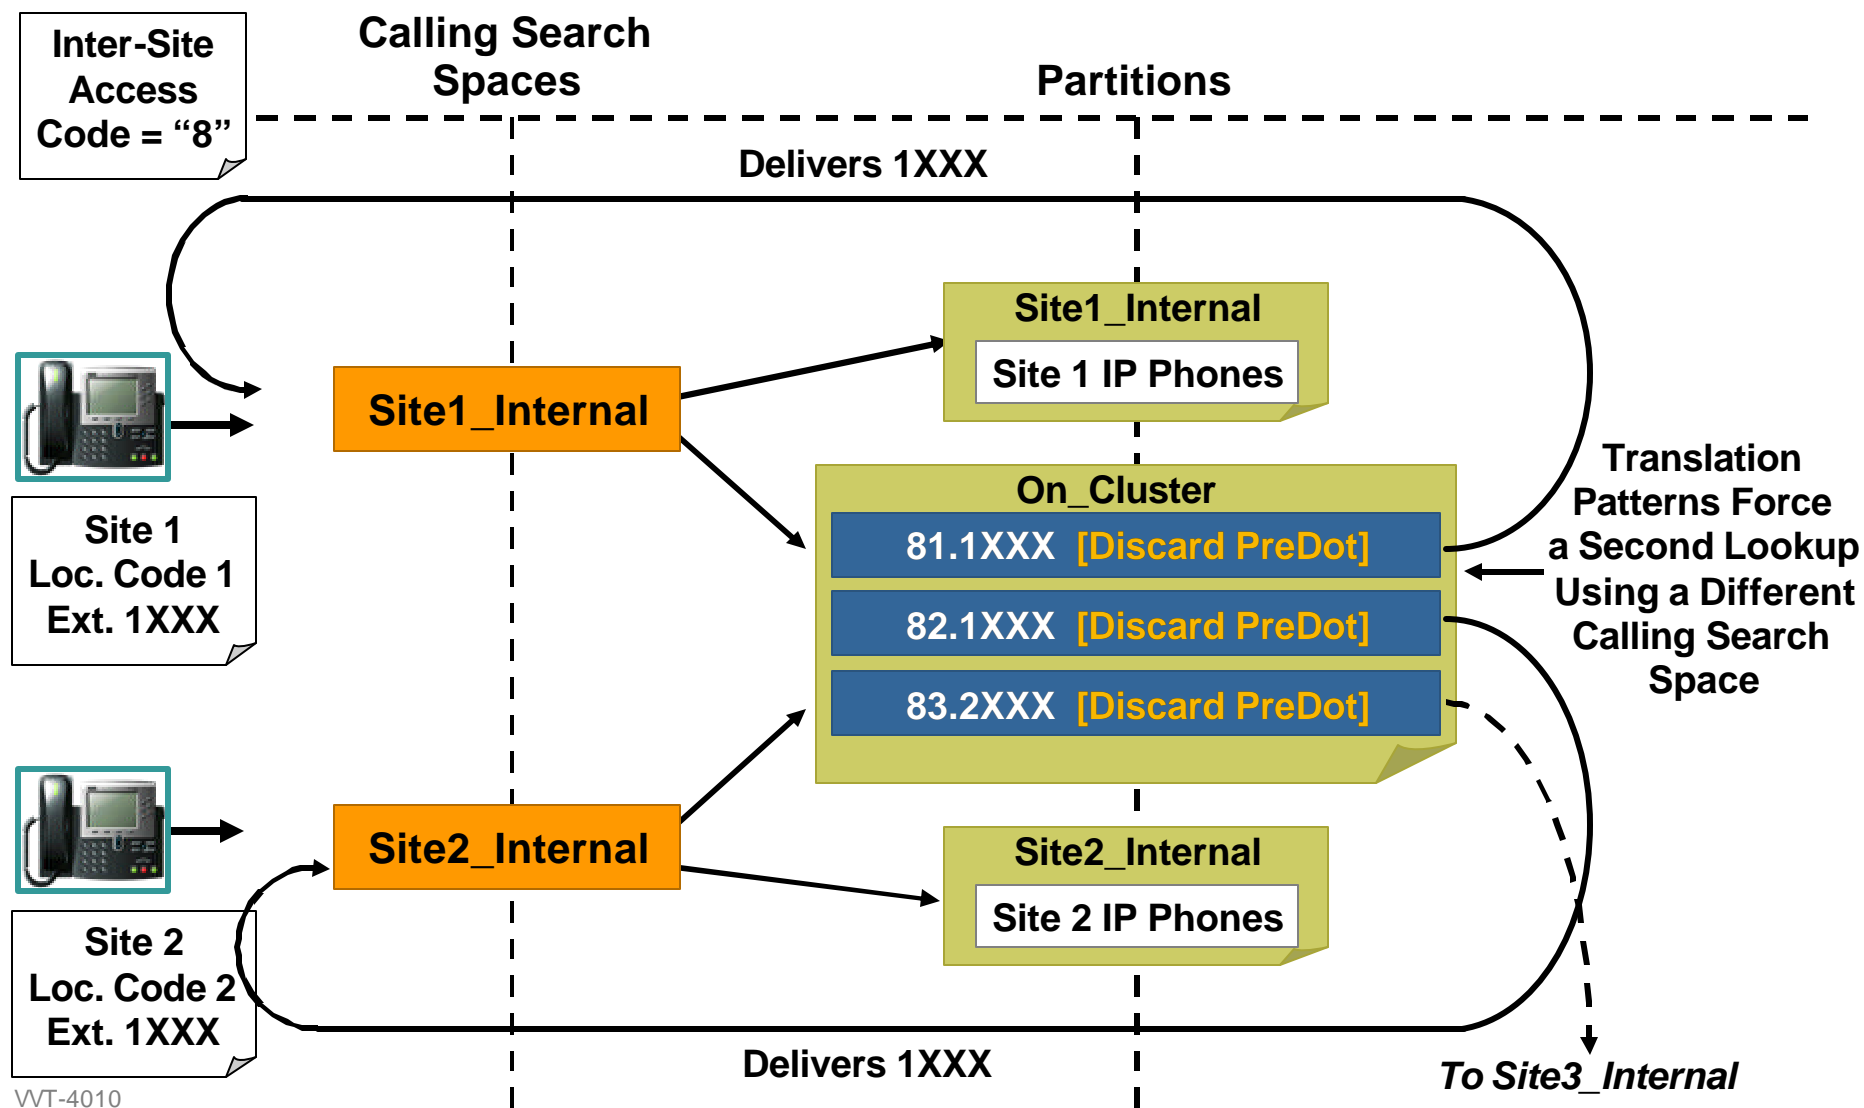 Inter-Site
Access
Code = “8”
Calling Search
Spaces
Partitions
Delivers 1XXX
Site1_Internal
Site 1 IP Phones
Site1_Internal
On_Cluster
81.1XXX [Discard PreDot]
82.1XXX [Discard PreDot]
83.2XXX [Discard PreDot]
Translation
Patterns Force
a Second Lookup
Using a Different
Calling Search
Space
Site 1
Loc. Code 1
Ext. 1XXX
Site2_Internal
Site2_Internal
Site 2 IP Phones
Site 2
Loc. Code 2
Ext. 1XXX
Delivers 1XXX
To Site3_Internal
VVT-4010